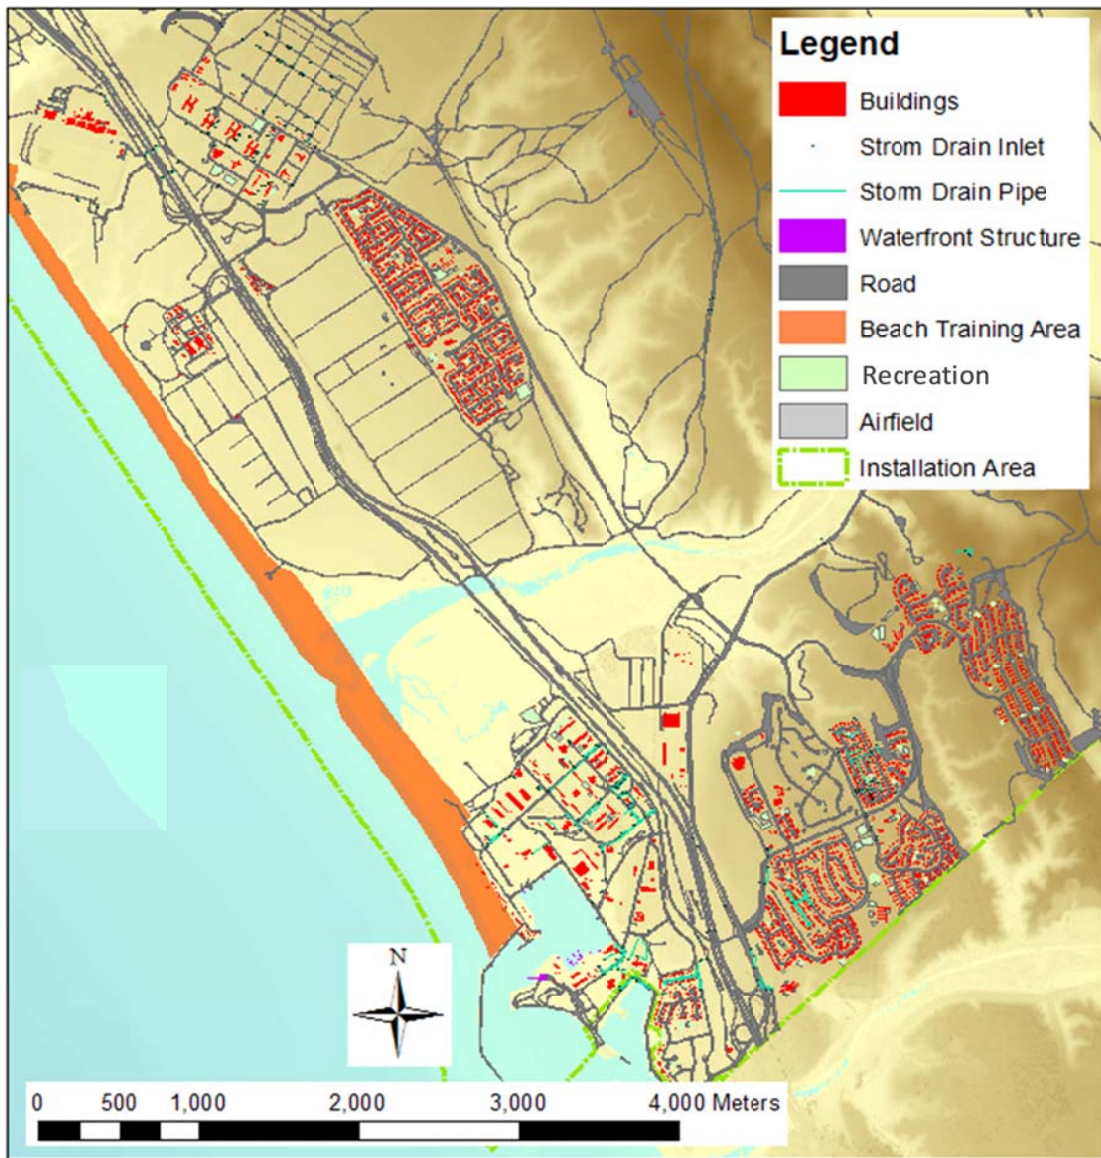 Legend
Buildings
Strom Drain Inlet
Storm Drain Pipe
Waterfront Structure
Road
Beach Training Area
Recreation
Airfield
Installation Area
N
0 500 1,000 2,000 3,000 4,000 Meters